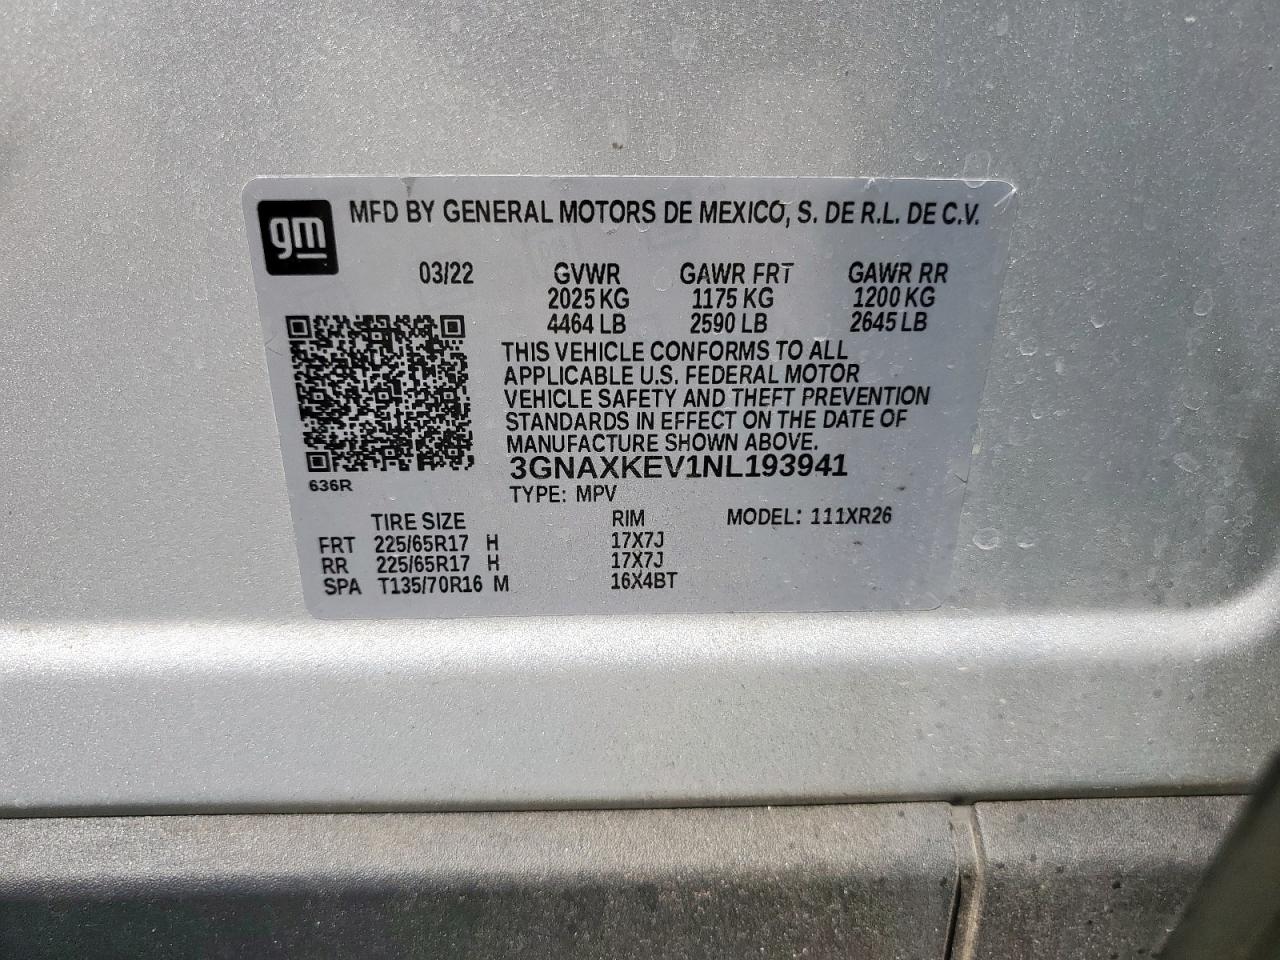 gm MFD BY GENERAL MOTORS DE MEXICO, S. DE R.L. DE C.V.
03/22 GVWR GAWR FRT GAWR RR
2025 KG 1175 KG 1200 KG
4464 LB 2590 LB 2645 LB
THIS VEHICLE CONFORMS TO ALL
APPLICABLE U.S. FEDERAL MOTOR
VEHICLE SAFETY AND THEFT PREVENTION
STANDARDS IN EFFECT ON THE DATE OF
MANUFACTURE SHOWN ABOVE.
3GNAXKEV1NL193941
636R TYPE: MPV
TIRE SIZE RIM MODEL: 111XR26
FRT 225/65R17 H 17X7J
RR 225/65R17 H 17X7J
SPA T135/70R16 M 16X4BT